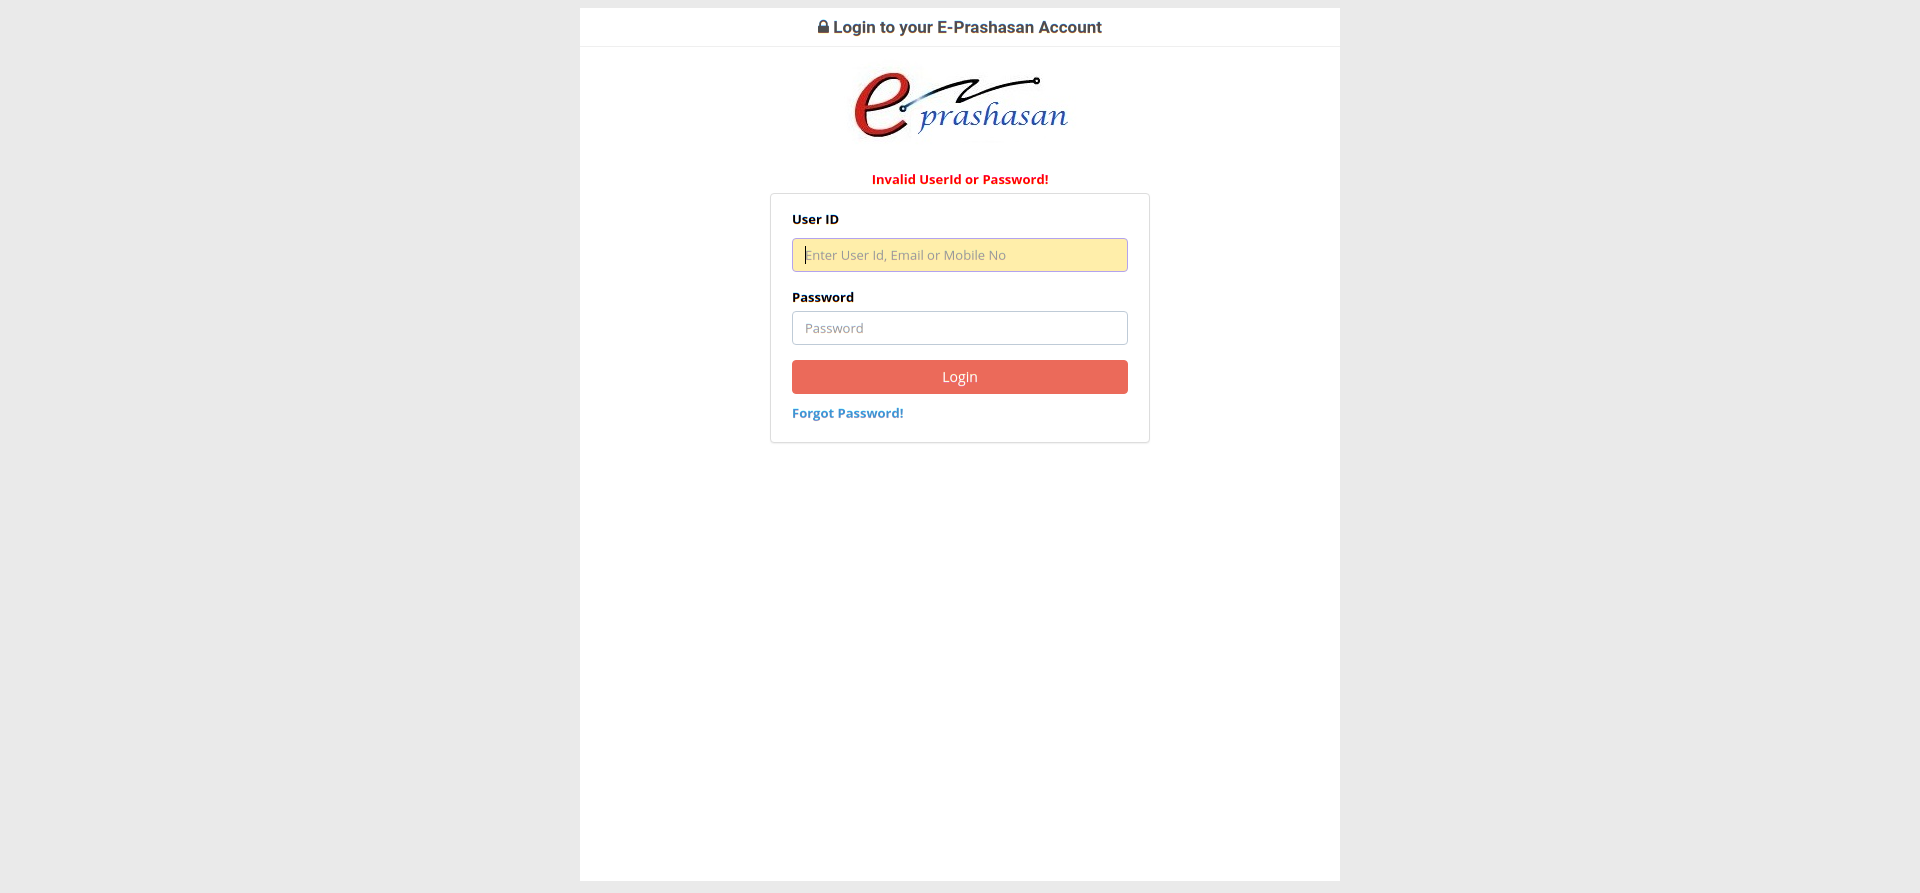 Login to your E-Prashasan Account
e prashasan
Invalid UserId or Password!
User ID
Enter User Id, Email or Mobile No
Password
Password
Login
Forgot Password!